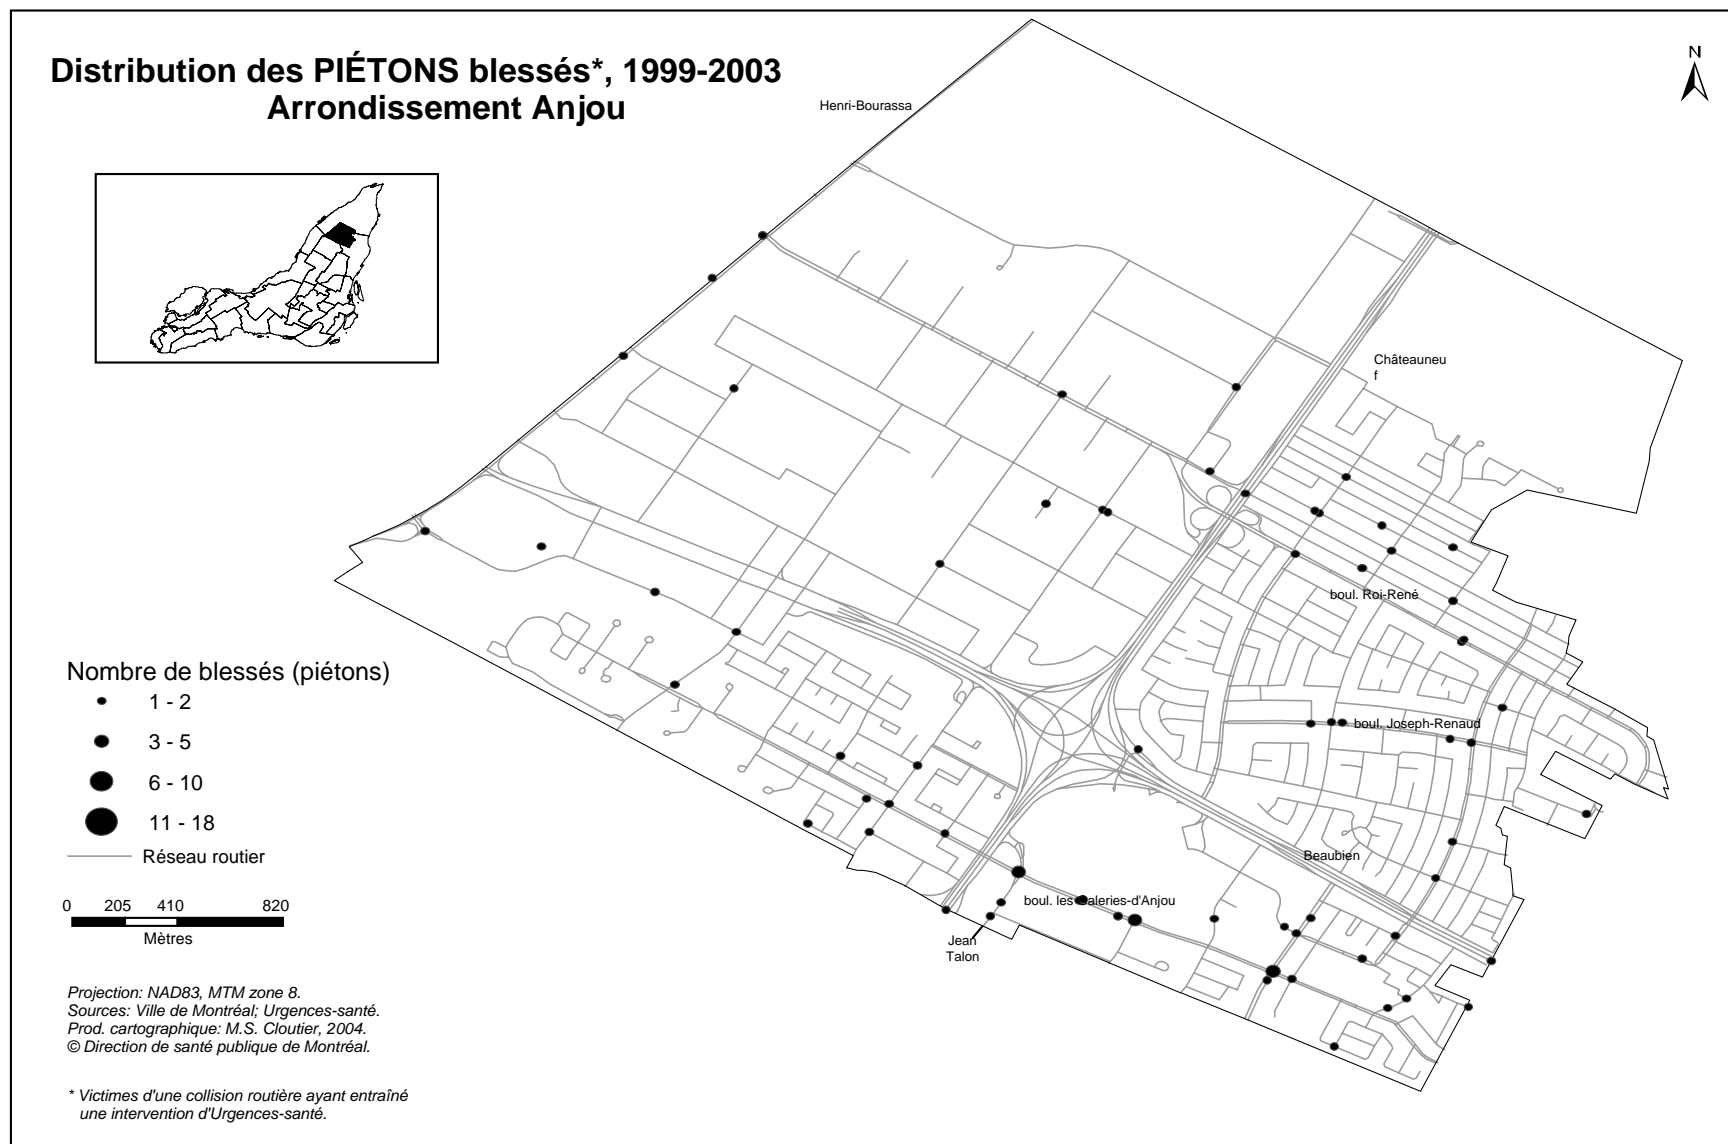 Distribution des PIÉTONS blessés*, 1999-2003
Arrondissement Anjou
N
Henri-Bourassa
Châteauneu
f
boul. Roi-René
boul. Joseph-Renaud
Beaubien
boul. les Galeries-d'Anjou
Jean
Talon
Nombre de blessés (piétons)
1 - 2
3 - 5
6 - 10
11 - 18
Réseau routier
0 205 410 820
Mètres
Projection: NAD83, MTM zone 8.
Sources: Ville de Montréal; Urgences-santé.
Prod. cartographique: M.S. Cloutier, 2004.
© Direction de santé publique de Montréal.
* Victimes d'une collision routière ayant entraîné
une intervention d'Urgences-santé.